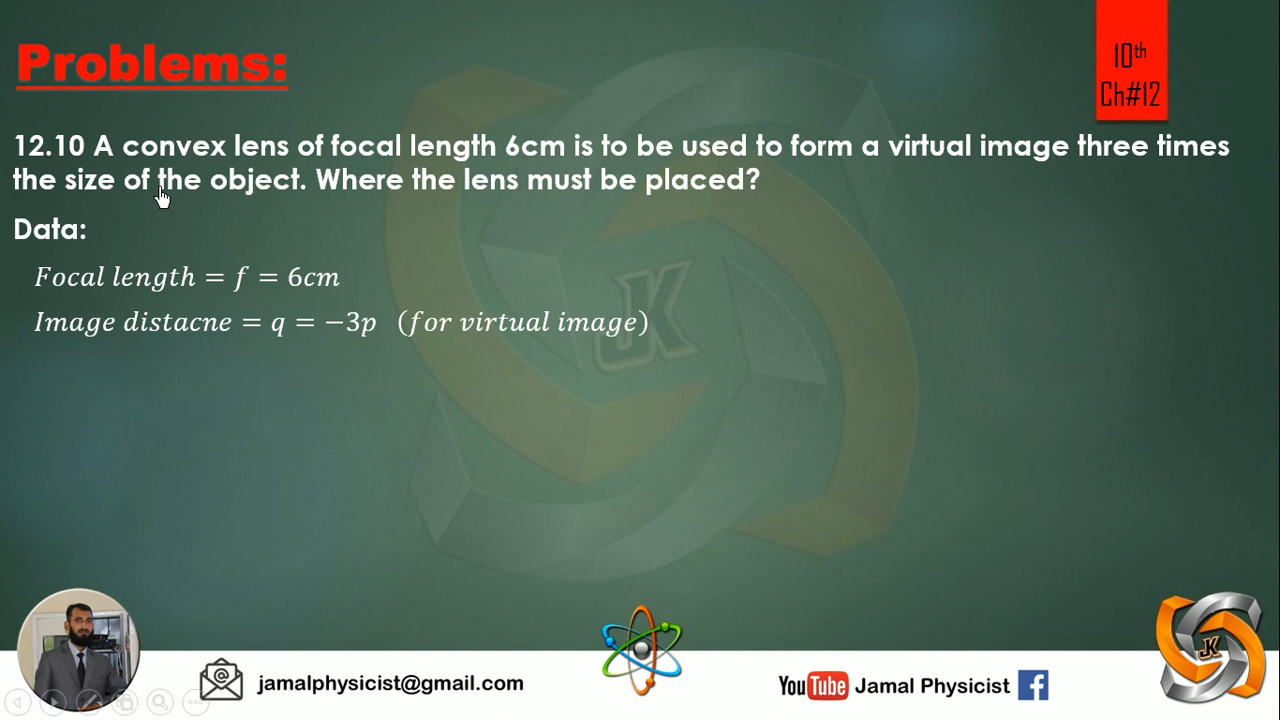 Problems:
10th
Ch#12
12.10 A convex lens of focal length 6cm is to be used to form a virtual image three times
the size of the object. Where the lens must be placed?
Data:
Focal length = f = 6cm
Image distacne = q = −3p (for virtual image)
JK
jamalphysicist@gmail.com
YouTube Jamal Physicist f
JK